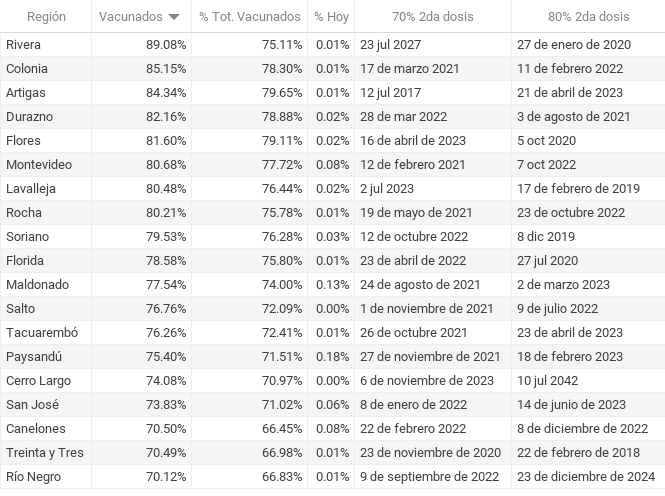 Región Vacunados % Tot. Vacunados % Hoy 70% 2da dosis 80% 2da dosis
Rivera 89.08% 75.11% 0.01% 23 jul 2027 27 de enero de 2020
Colonia 85.15% 78.30% 0.01% 17 de marzo 2021 11 de febrero 2022
Artigas 84.34% 79.65% 0.01% 12 jul 2017 21 de abril de 2023
Durazno 82.16% 78.88% 0.02% 28 de mar 2022 3 de agosto de 2021
Flores 81.60% 79.11% 0.02% 16 de abril de 2023 5 oct 2020
Montevideo 80.68% 77.72% 0.08% 12 de febrero 2021 7 oct 2022
Lavalleja 80.48% 76.44% 0.02% 2 jul 2023 17 de febrero de 2019
Rocha 80.21% 75.78% 0.01% 19 de mayo de 2021 23 de octubre 2022
Soriano 79.53% 76.28% 0.03% 12 de octubre 2022 8 dic 2019
Florida 78.58% 75.80% 0.01% 23 de abril de 2022 27 jul 2020
Maldonado 77.54% 74.00% 0.13% 24 de agosto de 2021 2 de marzo 2023
Salto 76.76% 72.09% 0.00% 1 de noviembre de 2021 9 de julio 2022
Tacuarembó 76.26% 72.41% 0.01% 26 de octubre 2021 23 de abril de 2023
Paysandú 75.40% 71.51% 0.18% 27 de noviembre de 2021 18 de febrero 2023
Cerro Largo 74.08% 70.97% 0.00% 6 de noviembre de 2023 10 jul 2042
San José 73.83% 71.02% 0.06% 8 de enero de 2022 14 de junio de 2023
Canelones 70.50% 66.45% 0.08% 22 de febrero 2022 8 de diciembre de 2022
Treinta y Tres 70.49% 66.98% 0.01% 23 de noviembre de 2020 22 de febrero de 2018
Río Negro 70.12% 66.83% 0.01% 9 de septiembre de 2022 23 de diciembre de 2024